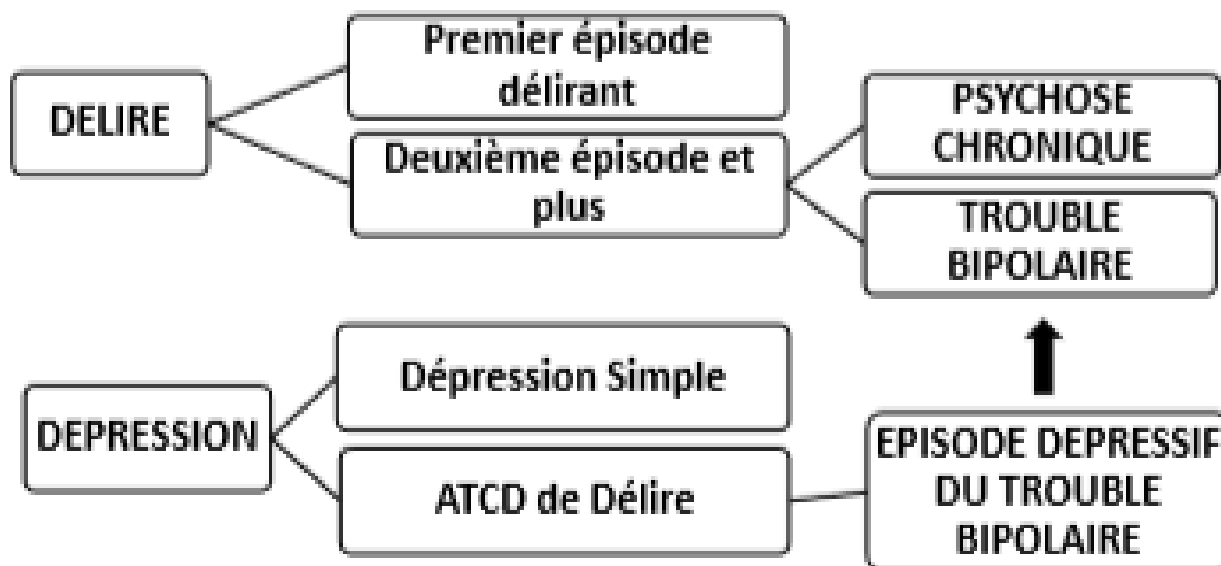 DELIRE
Premier épisode
délirant
Deuxième épisode et
plus
PSYCHOSE
CHRONIQUE
TROUBLE
BIPOLAIRE
DEPRESSION
Dépression Simple
ATCD de Délire
EPISODE DEPRESSIF
DU TROUBLE
BIPOLAIRE